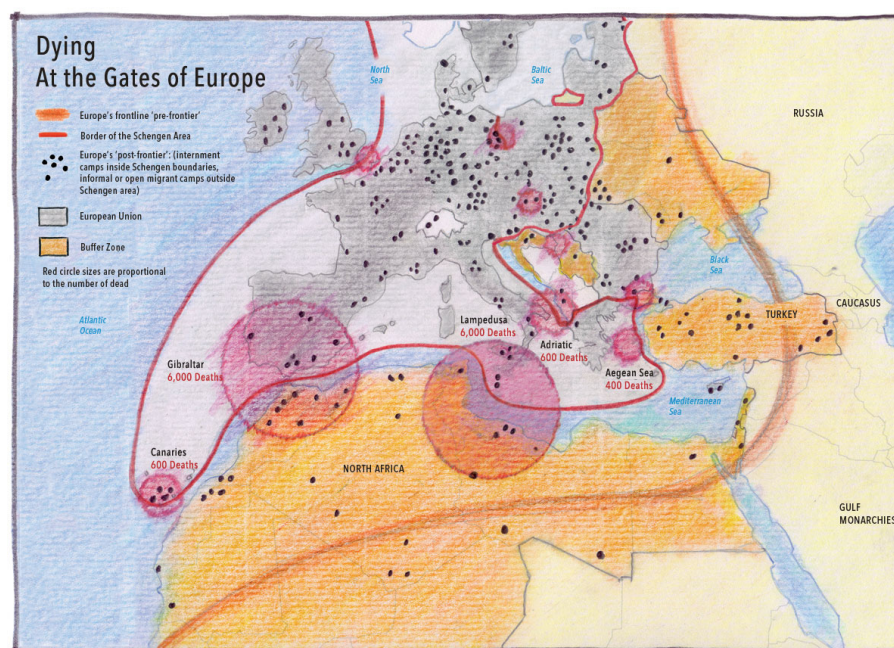 Dying
At the Gates of Europe
Europe's frontline 'pre-frontier'
Border of the Schengen Area
Europe's 'post-frontier': (internment
camps inside Schengen boundaries,
informal or open migrant camps outside
Schengen area)
European Union
Buffer Zone
Red circle sizes are proportional
to the number of dead
North
Sea
Baltic
Sea
RUSSIA
Black
Sea
CAUCASUS
TURKEY
Atlantic
Ocean
Lampedusa
6,000 Deaths
Adriatic
600 Deaths
Gibraltar
6,000 Deaths
Aegean Sea
400 Deaths
Mediterranean
Sea
Canaries
600 Deaths
NORTH AFRICA
GULF
MONARCHIES